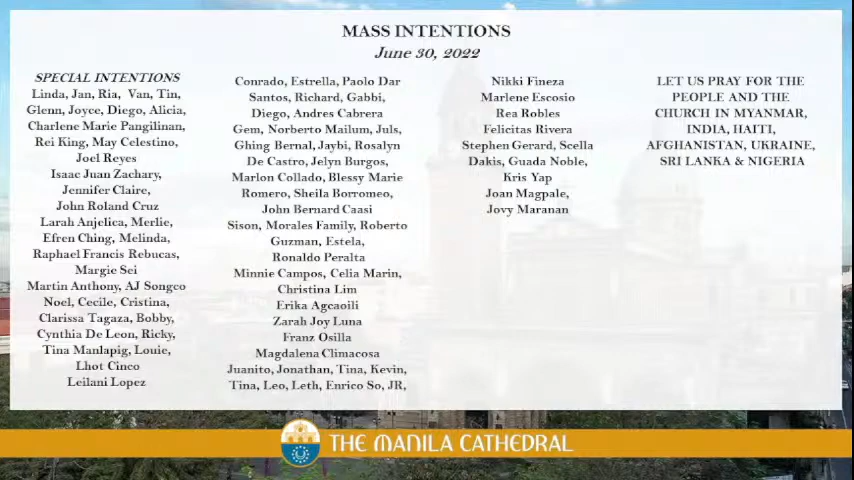 MASS INTENTIONS
June 30, 2022
SPECIAL INTENTIONS
Linda, Jan, Ria, Van, Tin,
Glenn, Joyce, Diego, Alicia,
Charlene Marie Pangilinan,
Rei King, May Celestino,
Joel Reyes
Isaac Juan Zachary,
Jennifer Claire,
John Roland Cruz
Larah Anjelica, Merlie,
Efren Ching, Melinda,
Raphael Francis Rebucas,
Margie Sei
Martin Anthony, AJ Songco
Noel, Cecile, Cristina,
Clarissa Tagaza, Bobby,
Cynthia De Leon, Ricky,
Tina Manlapig, Louie,
Lhot Cinco
Leilani Lopez
Conrado, Estrella, Paolo Dar
Santos, Richard, Gabbi,
Diego, Andres Cabrera
Gem, Norberto Mailum, Juls,
Ghing Bernal, Jaybi, Rosalyn
De Castro, Jelyn Burgos,
Marlon Collado, Blessy Marie
Romero, Sheila Borromeo,
John Bernard Caasi
Sison, Morales Family, Roberto
Guzman, Estela,
Ronaldo Peralta
Minnie Campos, Celia Marin,
Christina Lim
Erika Agcaoili
Zarah Joy Luna
Franz Osilla
Magdalena Climacosa
Juanito, Jonathan, Tina, Kevin,
Tina, Leo, Leth, Enrico So, JR,
Nikki Fineza
Marlene Escosio
Rea Robles
Felicitas Rivera
Stephen Gerard, Scella
Dakis, Guada Noble,
Kris Yap
Joan Magpale,
Jovy Maranan
LET US PRAY FOR THE
PEOPLE AND THE
CHURCH IN MYANMAR,
INDIA, HAITI,
AFGHANISTAN, UKRAINE,
SRI LANKA & NIGERIA
THE MANILA CATHEDRAL